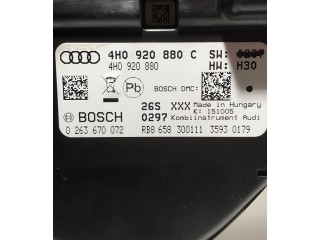 4H0 920 880 C SW: 0297
4H0 920 880 HW: H30
Pb BOSCH DMC:
26S XXX Made in Hungary
K: 151005
BOSCH 0297 Kombiinstrument Audi
0 263 670 072 RB8 658 300111 3593 0179